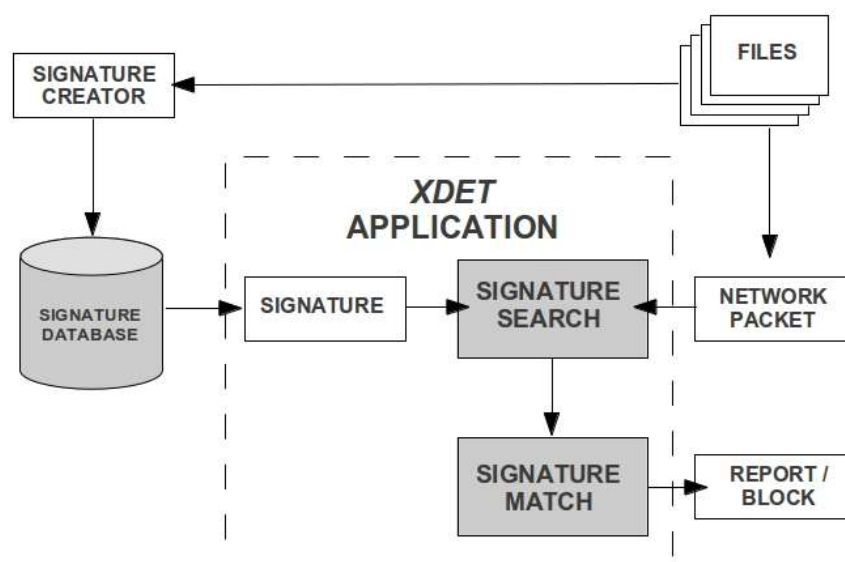 FILES
SIGNATURE
CREATOR
XDET
APPLICATION
SIGNATURE
DATABASE
SIGNATURE
SIGNATURE
SEARCH
NETWORK
PACKET
SIGNATURE
MATCH
REPORT /
BLOCK